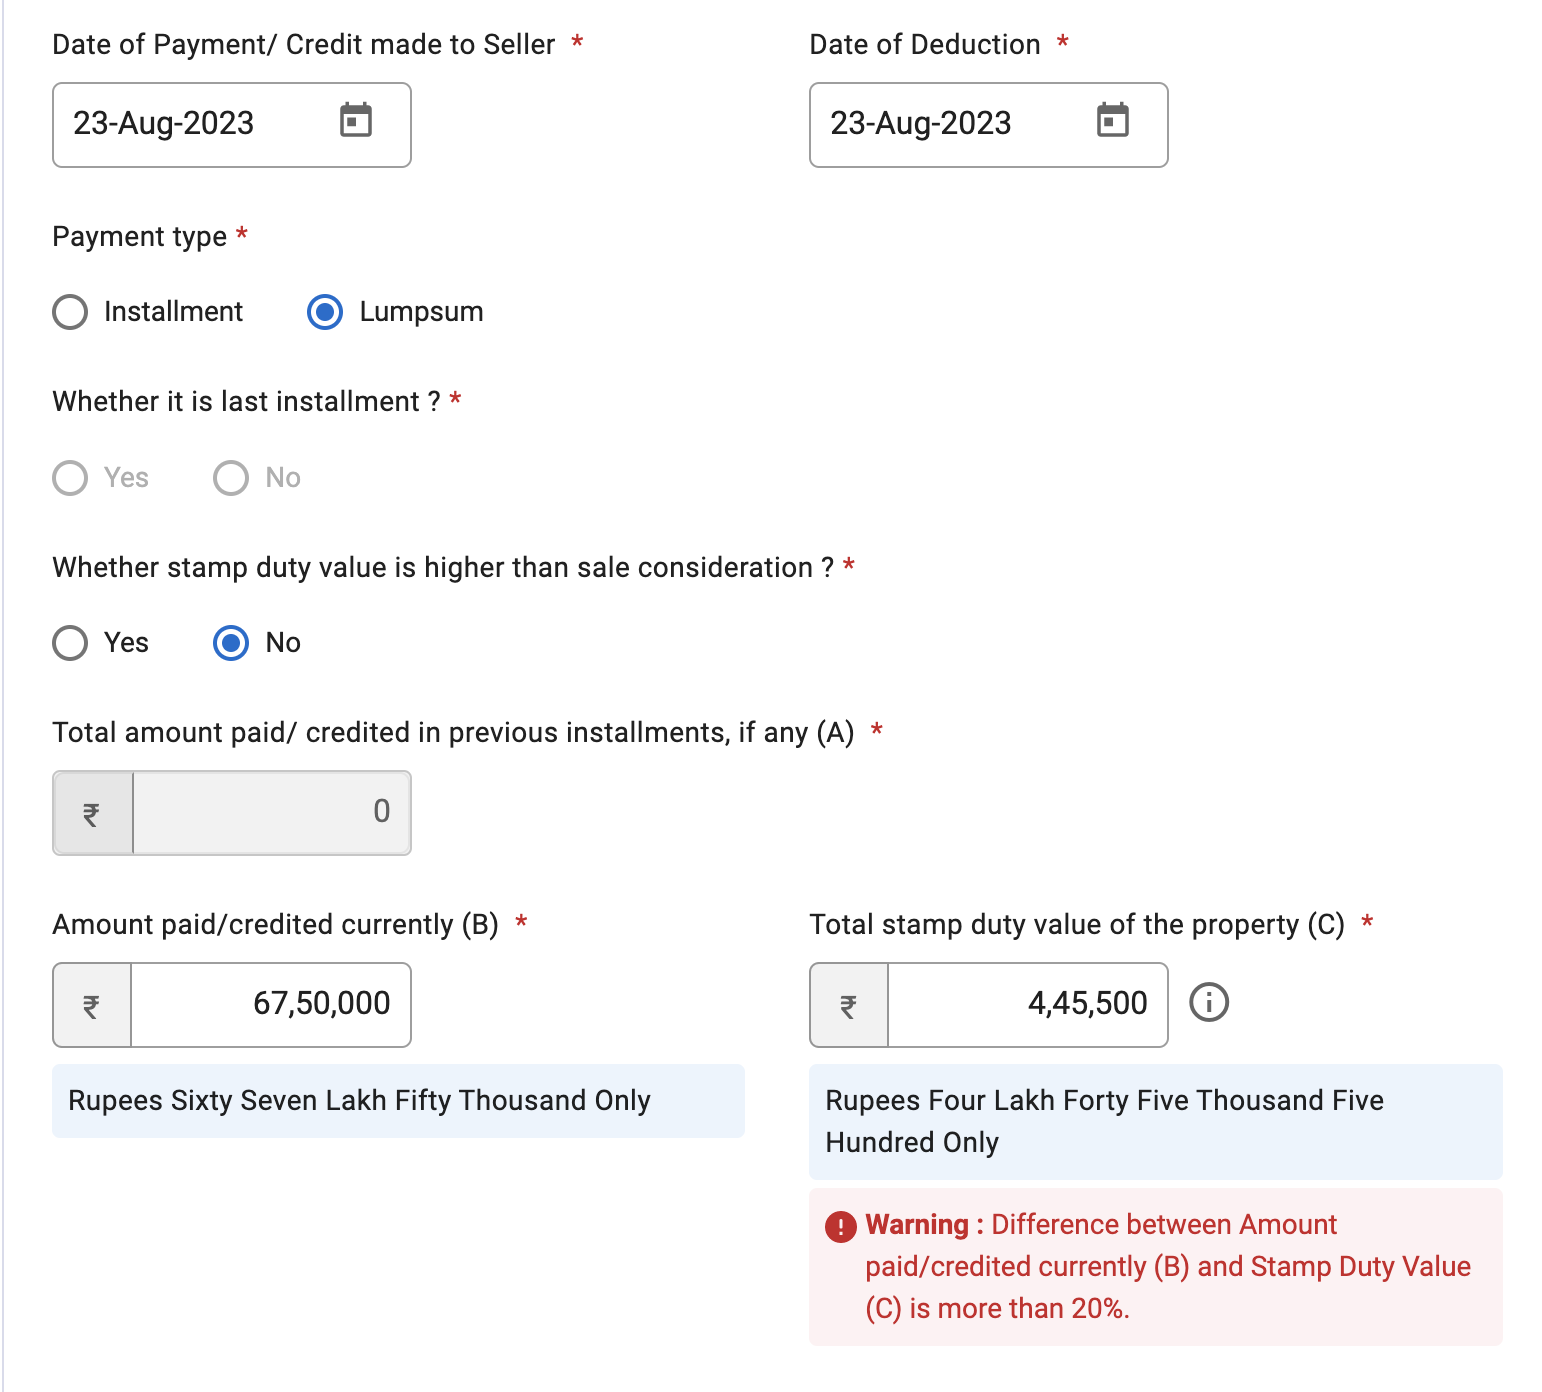 Date of Payment/ Credit made to Seller *
Date of Deduction *
23-Aug-2023
23-Aug-2023
Payment type *
Installment
Lumpsum
Whether it is last installment ? *
Yes
No
Whether stamp duty value is higher than sale consideration ? *
Yes
No
Total amount paid/ credited in previous installments, if any (A) *
₹ 0
Amount paid/credited currently (B) *
Total stamp duty value of the property (C) *
₹ 67,50,000
₹ 4,45,500
Rupees Sixty Seven Lakh Fifty Thousand Only
Rupees Four Lakh Forty Five Thousand Five
Hundred Only
Warning : Difference between Amount
paid/credited currently (B) and Stamp Duty Value
(C) is more than 20%.